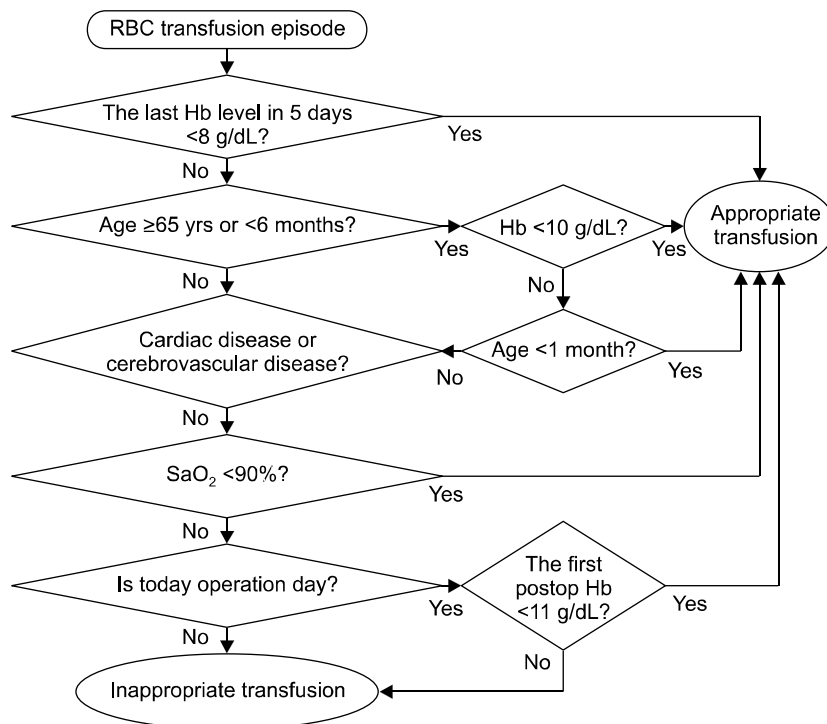 RBC transfusion episode
The last Hb level in 5 days
<8 g/dL?
Yes
No
Age ≥65 yrs or <6 months?
Yes
Hb <10 g/dL?
Yes
Appropriate
transfusion
No
No
Cardiac disease or
cerebrovascular disease?
No
Age <1 month?
Yes
No
SaO₂ <90%?
Yes
No
Is today operation day?
Yes
The first
postop Hb
<11 g/dL?
Yes
No
No
Inappropriate transfusion